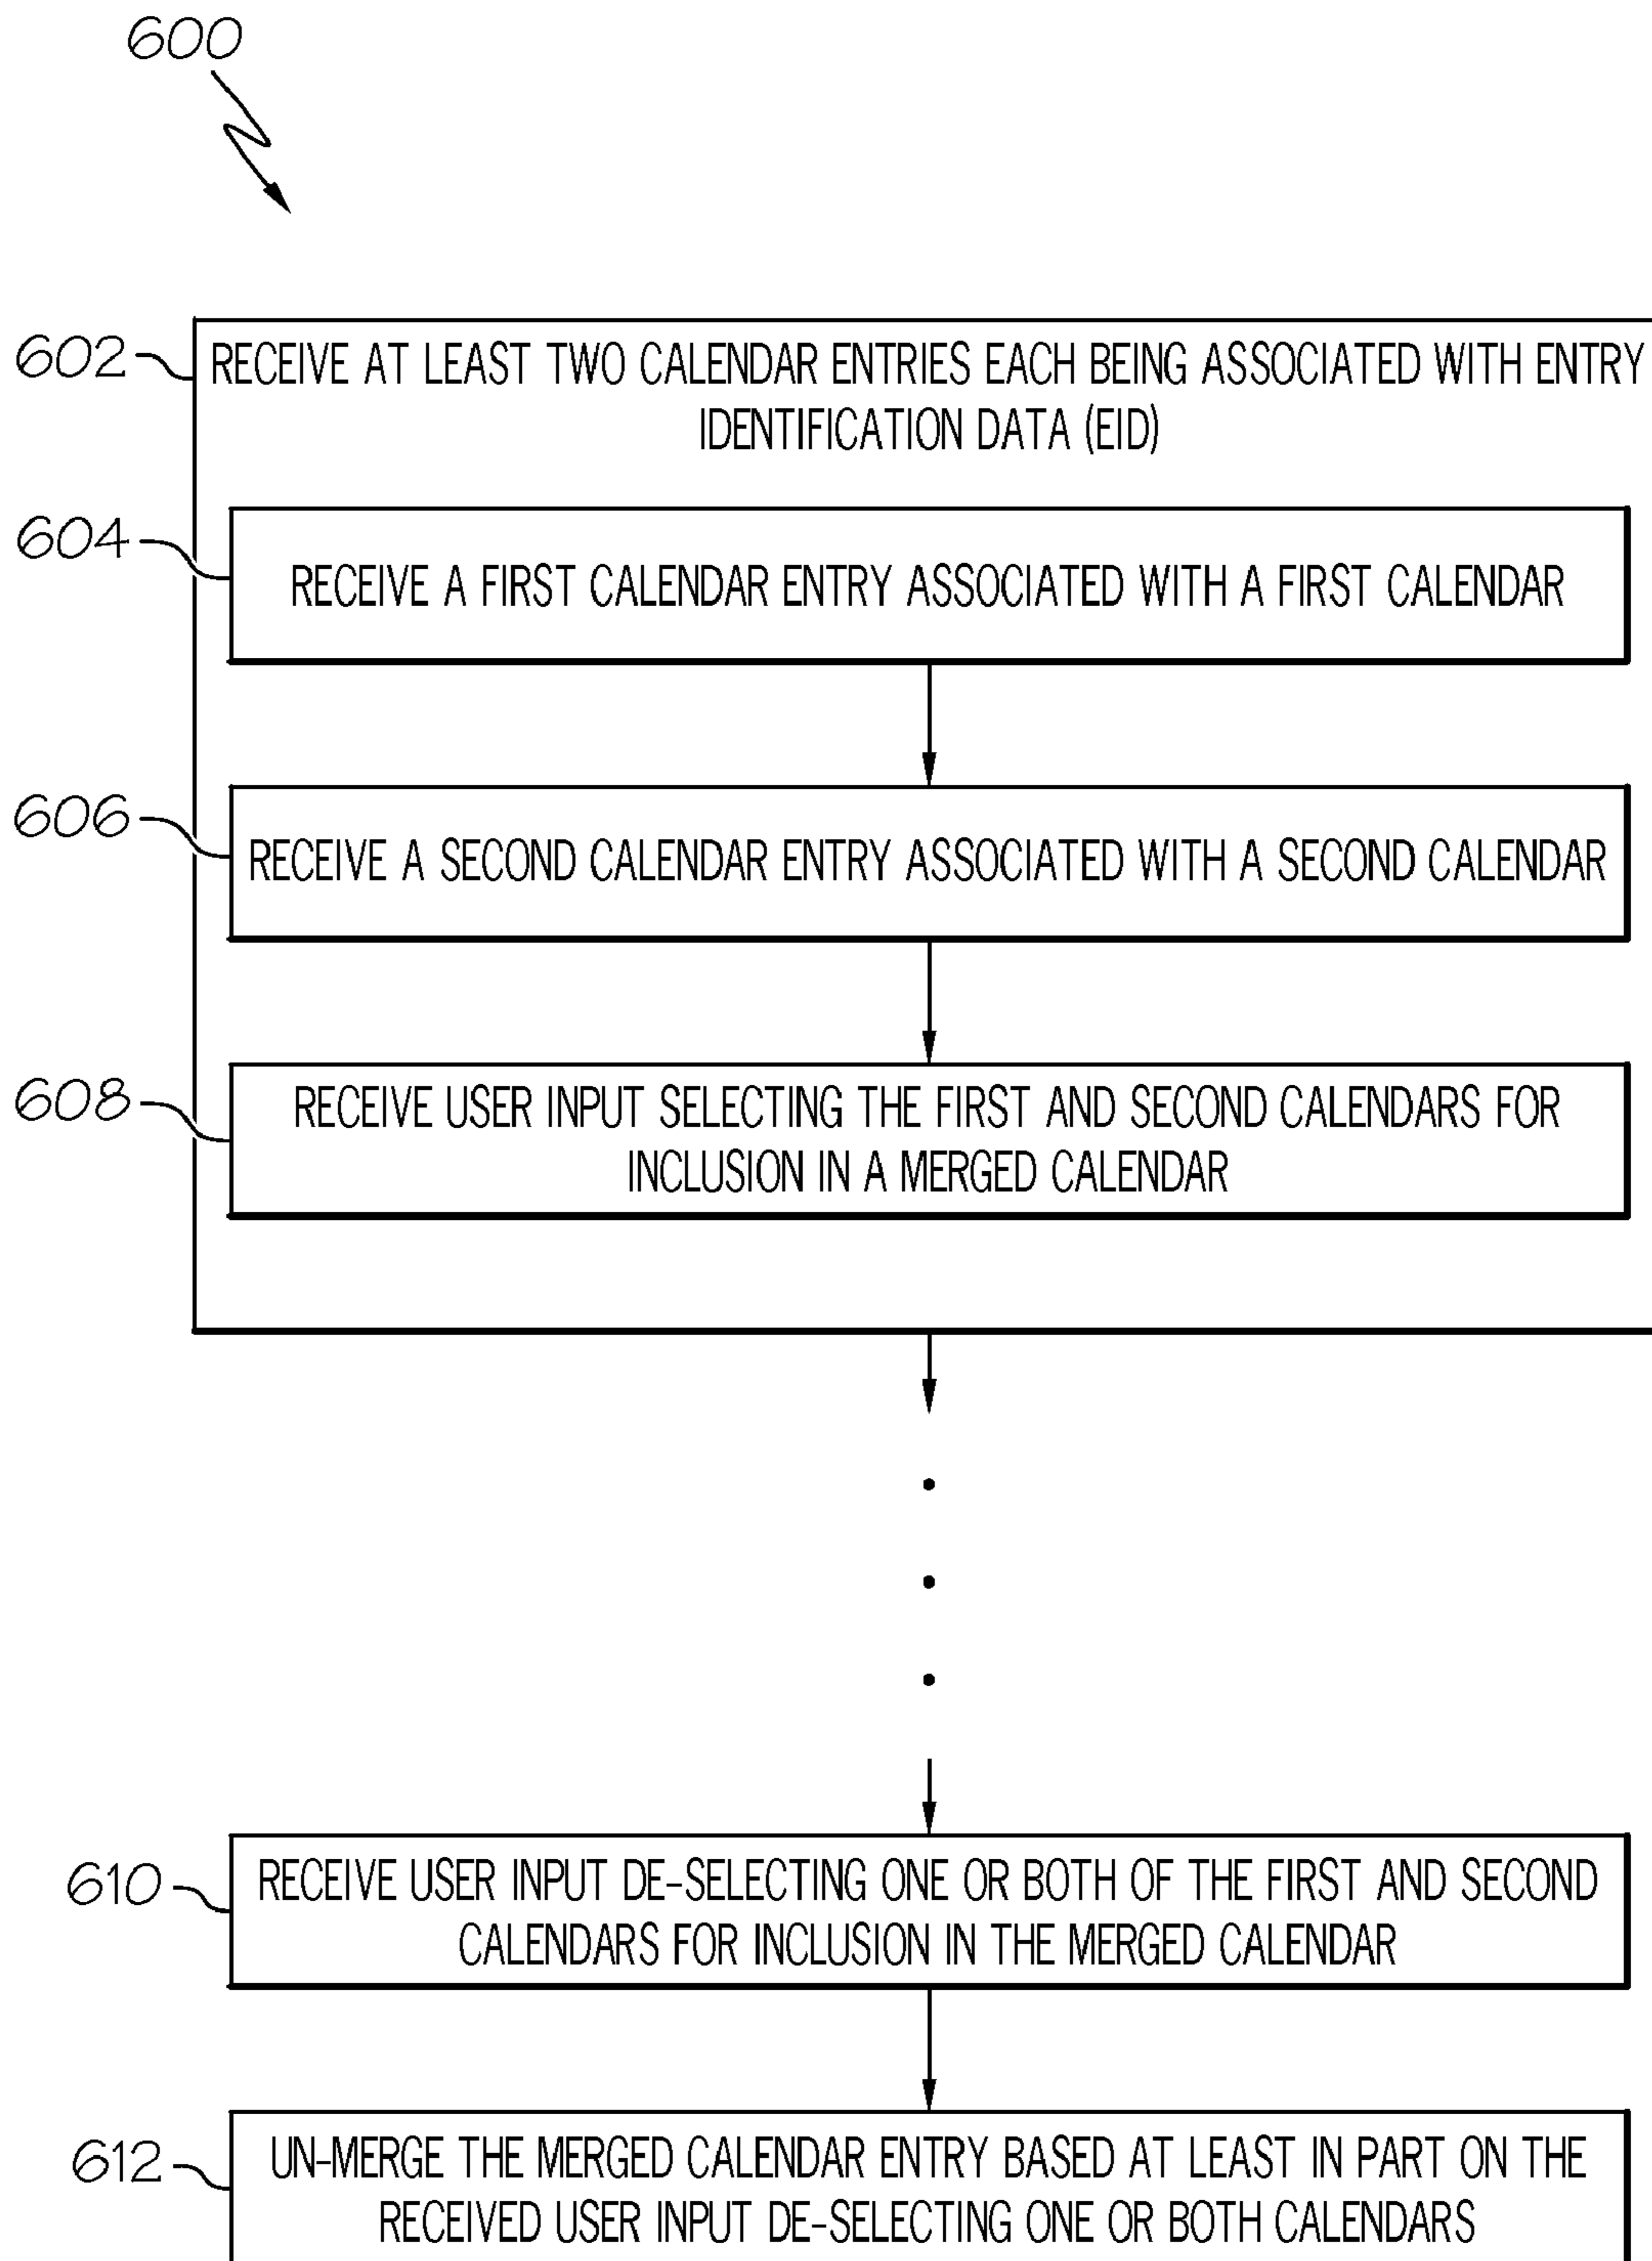 600
602
RECEIVE AT LEAST TWO CALENDAR ENTRIES EACH BEING ASSOCIATED WITH ENTRY
IDENTIFICATION DATA (EID)
604
RECEIVE A FIRST CALENDAR ENTRY ASSOCIATED WITH A FIRST CALENDAR
606
RECEIVE A SECOND CALENDAR ENTRY ASSOCIATED WITH A SECOND CALENDAR
608
RECEIVE USER INPUT SELECTING THE FIRST AND SECOND CALENDARS FOR
INCLUSION IN A MERGED CALENDAR
610
RECEIVE USER INPUT DE-SELECTING ONE OR BOTH OF THE FIRST AND SECOND
CALENDARS FOR INCLUSION IN THE MERGED CALENDAR
612
UN-MERGE THE MERGED CALENDAR ENTRY BASED AT LEAST IN PART ON THE
RECEIVED USER INPUT DE-SELECTING ONE OR BOTH CALENDARS